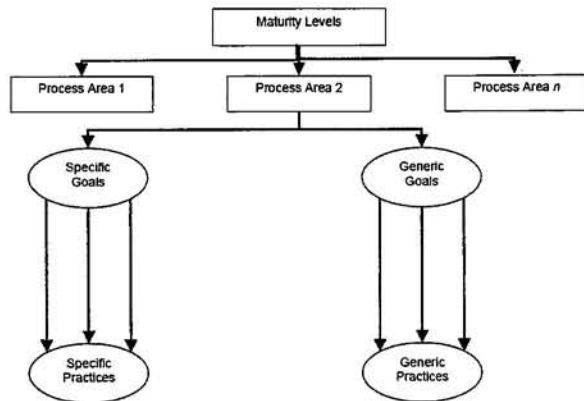 Maturity Levels
Process Area 1
Process Area 2
Process Area n
Specific
Goals
Generic
Goals
Specific
Practices
Generic
Practices